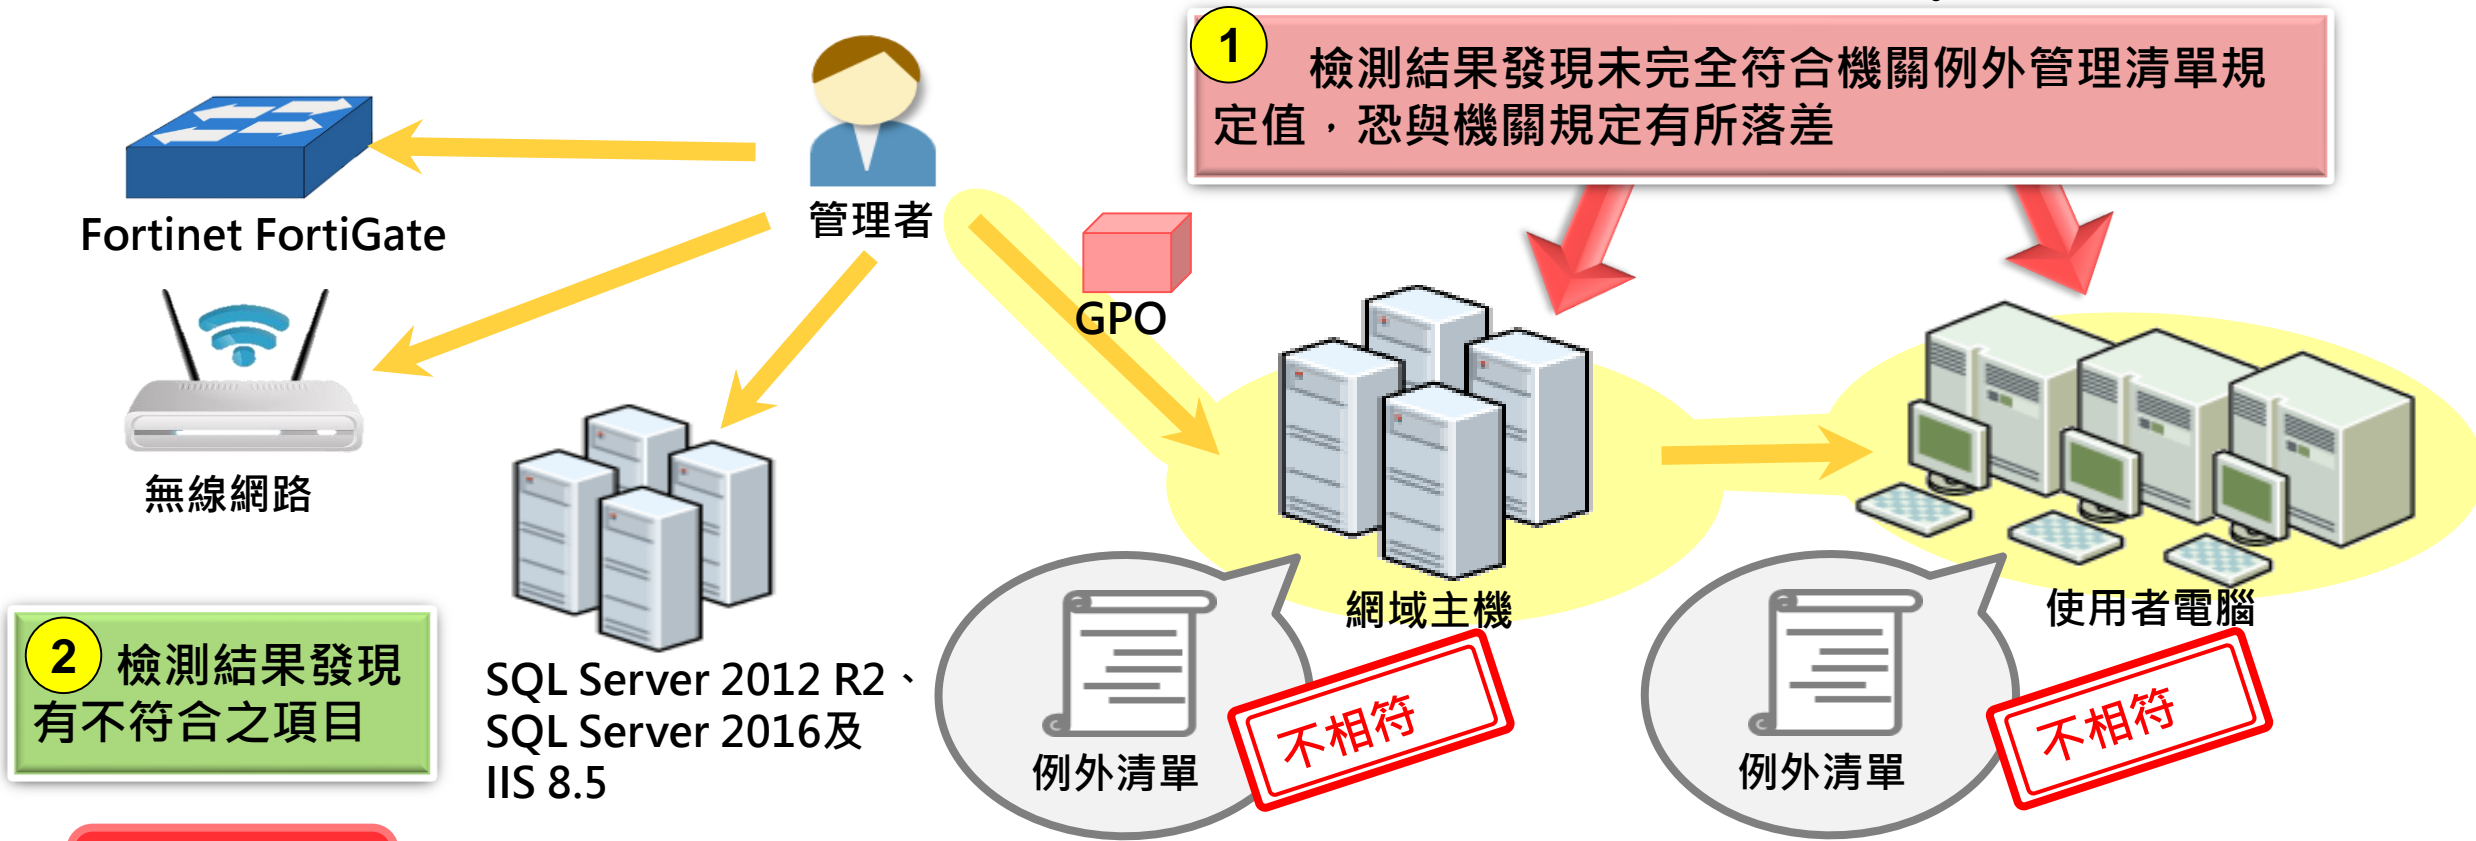 1
檢測結果發現未完全符合機關例外管理清單規
定值，恐與機關規定有所落差
管理者
Fortinet FortiGate
GPO
無線網路
網域主機
使用者電腦
2
檢測結果發現
有不符合之項目
SQL Server 2012 R2、
SQL Server 2016及
IIS 8.5
例外清單
不相符
例外清單
不相符